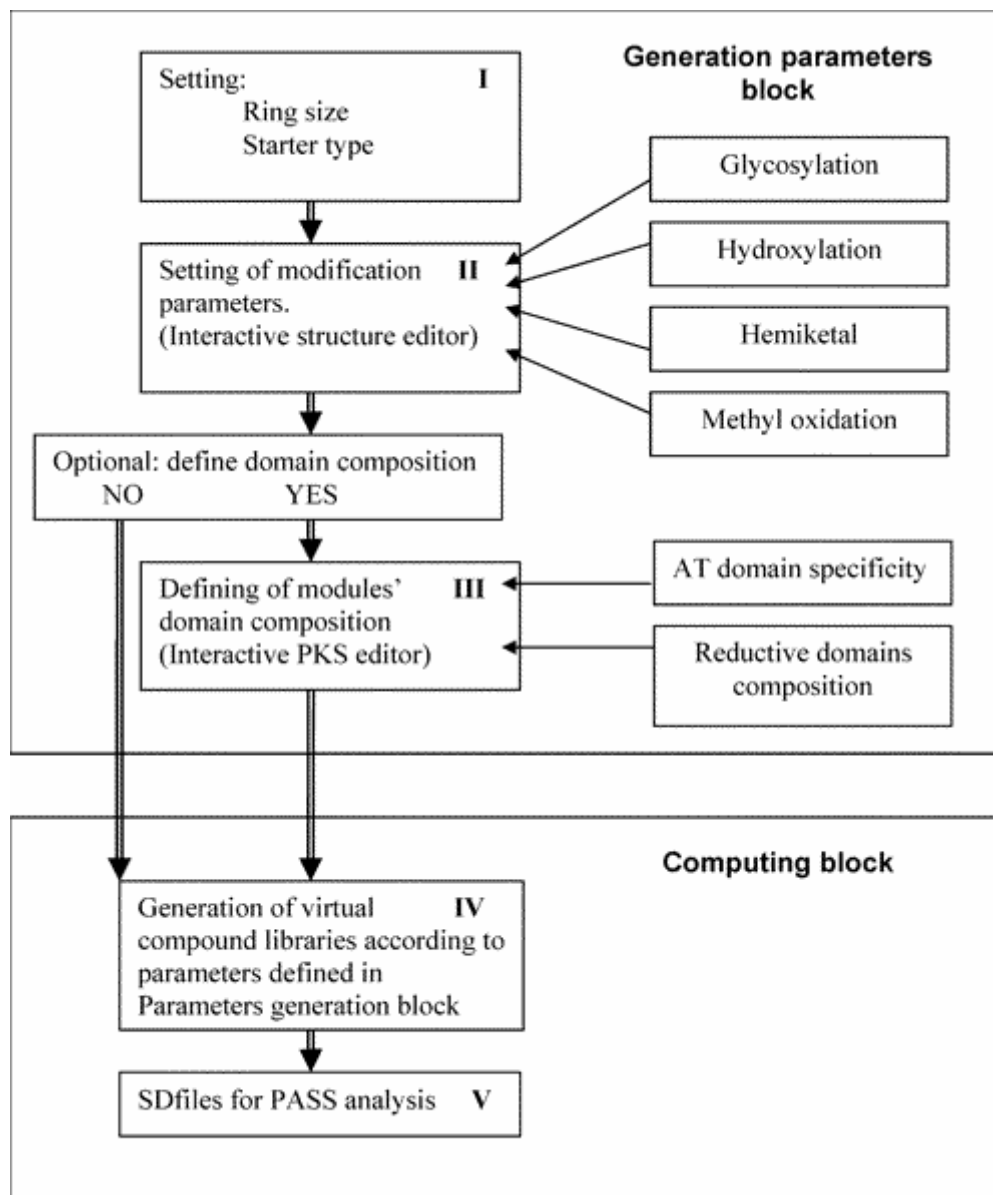 Generation parameters
block
Setting: I
Ring size
Starter type
Glycosylation
Hydroxylation
Hemiketal
Methyl oxidation
Setting of modification II
parameters.
(Interactive structure editor)
Optional: define domain composition
NO YES
Defining of modules’ III
domain composition
(Interactive PKS editor)
AT domain specificity
Reductive domains
composition
Computing block
Generation of virtual IV
compound libraries according to
parameters defined in
Parameters generation block
SDfiles for PASS analysis V